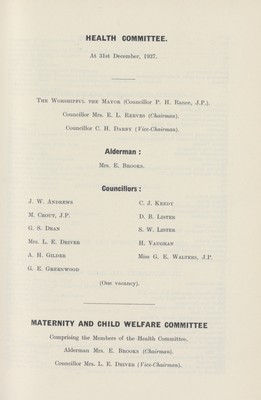 HEALTH COMMITTEE.
At 31st December, 1937.
THE WORSHIPFUL THE MAYOR (Councillor P. H. Rance, J.P.).
Councillor Mrs. E. L. REEVES (Chairman).
Councillor C. H. DARBY (Vice-Chairman).
Alderman :
Mrs. E. BROOKS.
Councillors :
J. W. ANDREWS
M. CROUT, J.P.
G. S. DEAN
Mrs. L. E. DRIVER
A. H. GILDER
G. E. GREENWOOD
C. J. KEEDY
D. B. LISTER
S. W. LISTER
H. VAUGHAN
Miss G. E. WALTERS, J.P.
(One vacancy).
MATERNITY AND CHILD WELFARE COMMITTEE
Comprising the Members of the Health Committee.
Alderman Mrs. E. BROOKS (Chairman).
Councillor Mrs. L. E. DRIVER (Vice-Chairman).